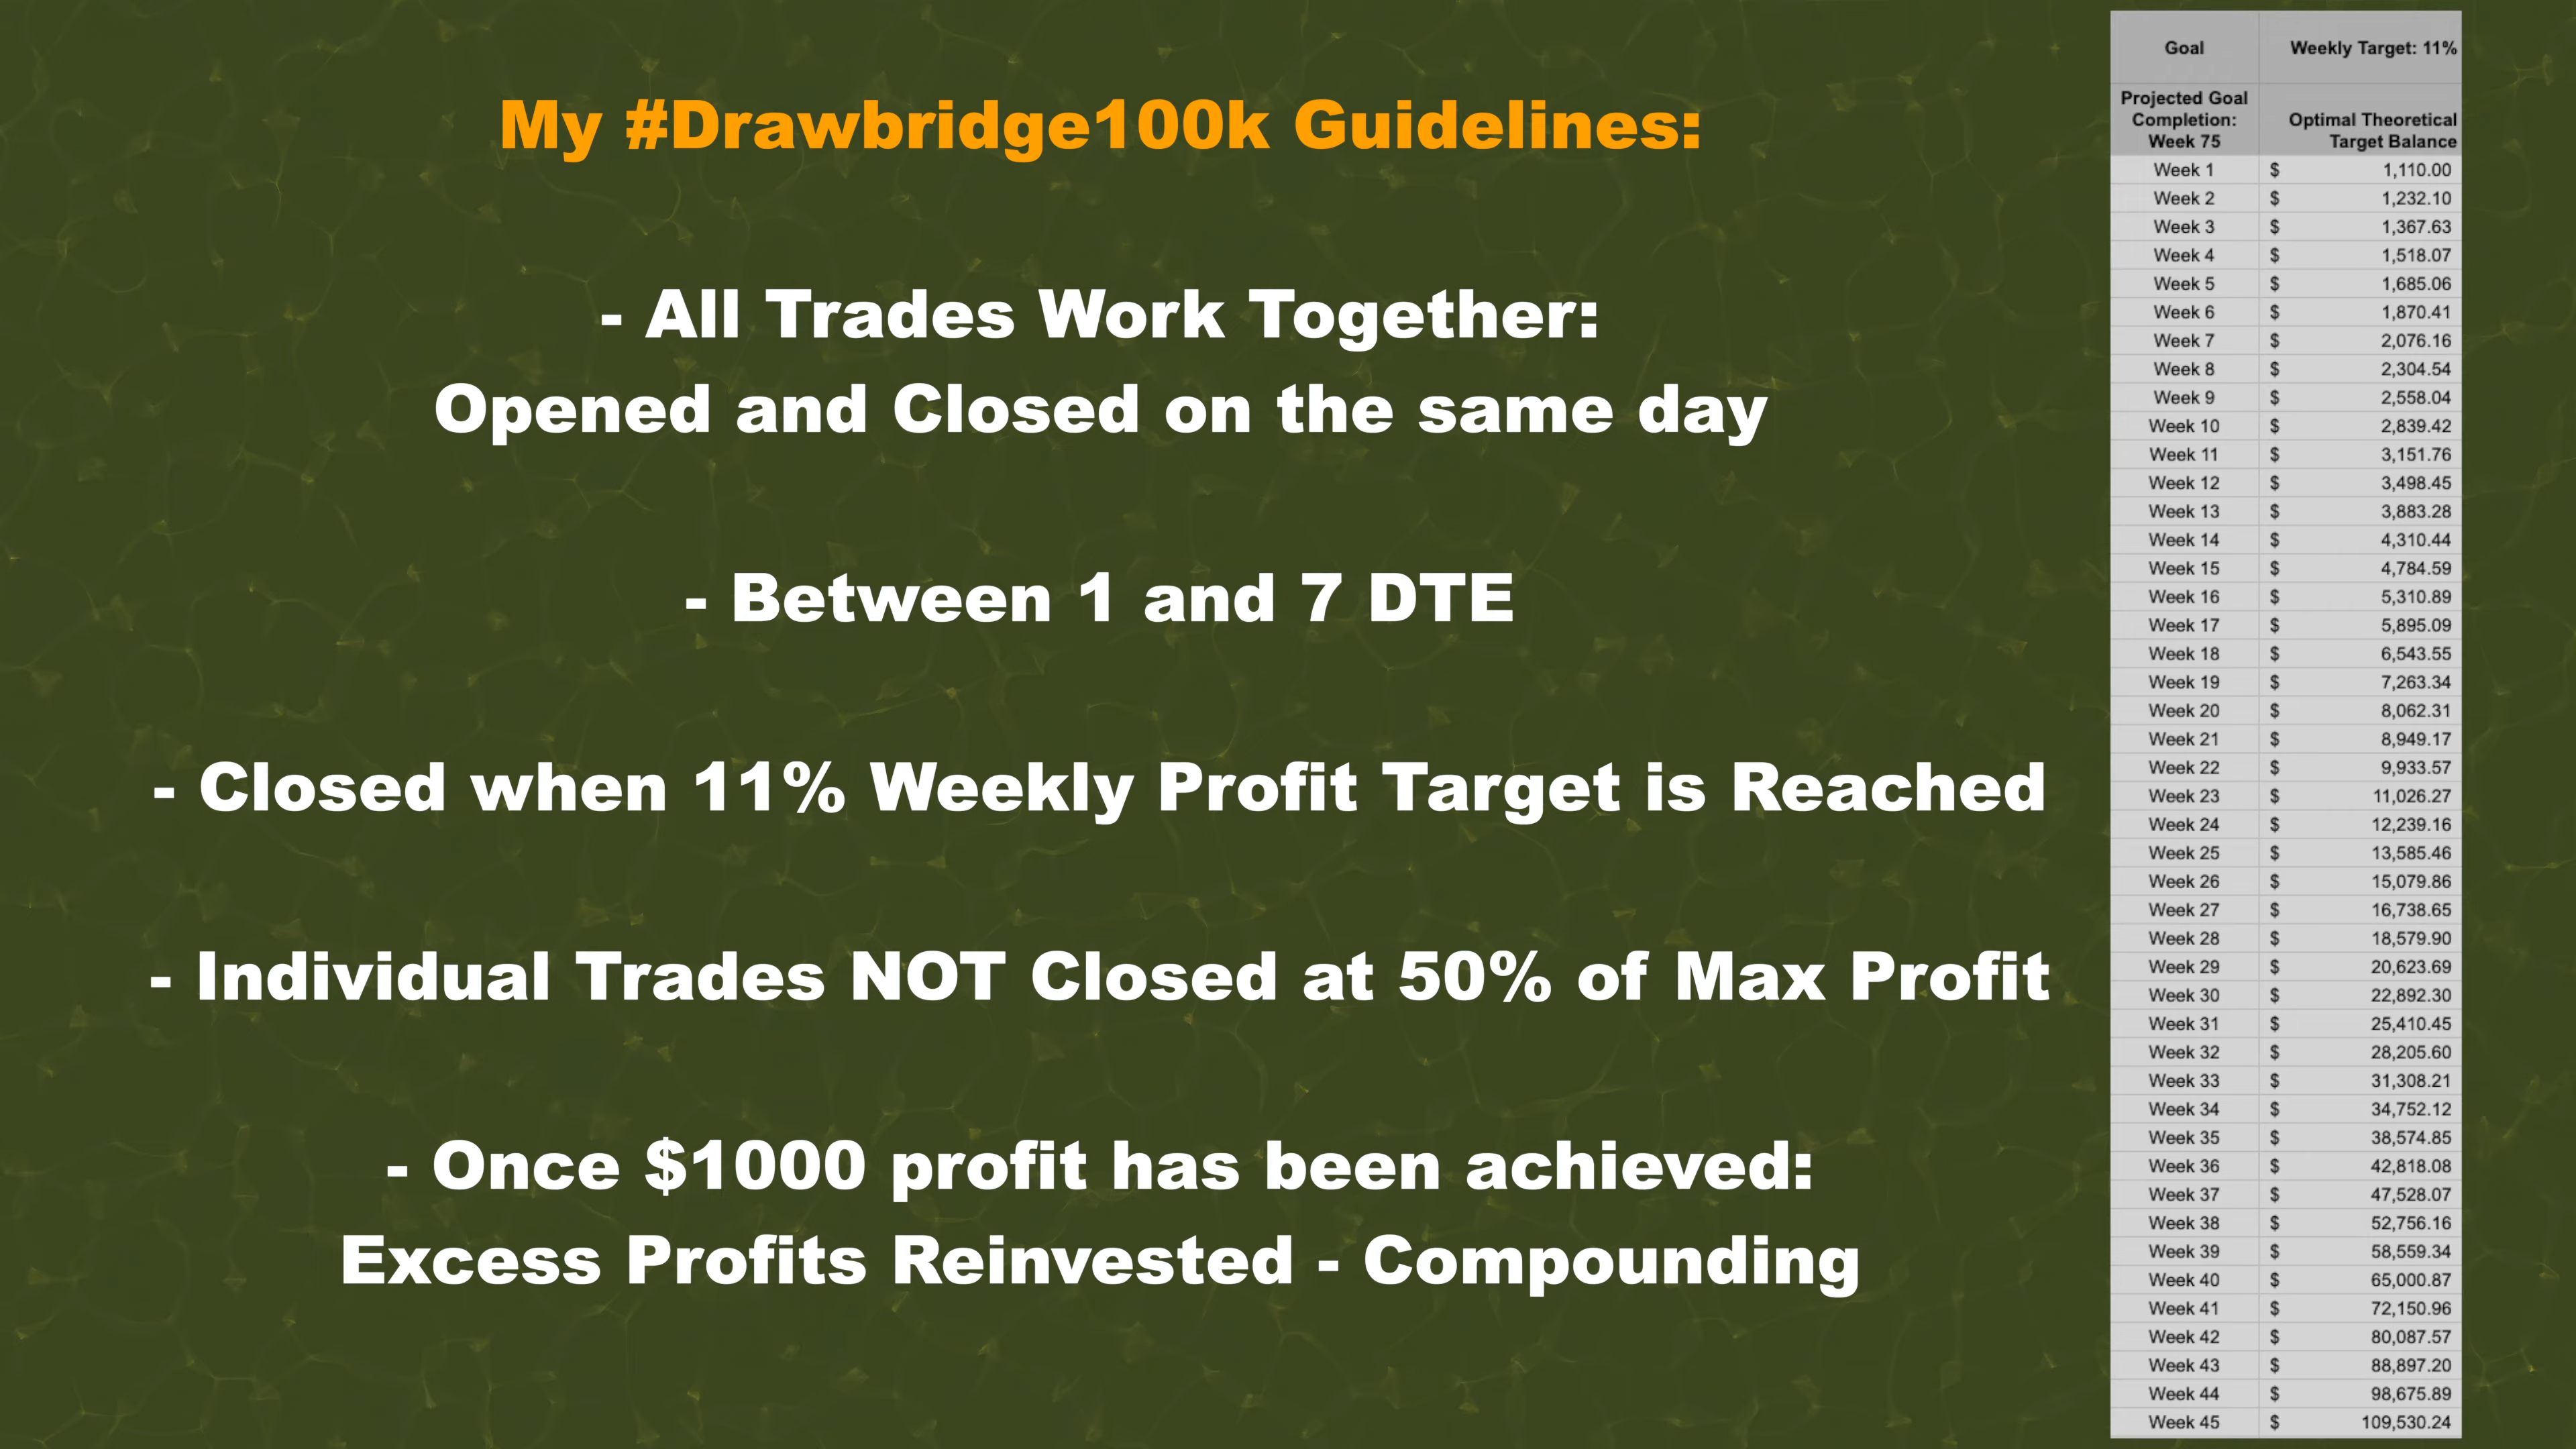 My #Drawbridge100k Guidelines:
- All Trades Work Together:
Opened and Closed on the same day
- Between 1 and 7 DTE
- Closed when 11% Weekly Profit Target is Reached
- Individual Trades NOT Closed at 50% of Max Profit
- Once $1000 profit has been achieved:
Excess Profits Reinvested - Compounding
Goal Weekly Target: 11%
Projected Goal Completion: Week 75 Optimal Theoretical Target Balance
Week 1 $ 1,110.00
Week 2 $ 1,232.10
Week 3 $ 1,367.63
Week 4 $ 1,518.07
Week 5 $ 1,685.06
Week 6 $ 1,870.41
Week 7 $ 2,076.16
Week 8 $ 2,304.54
Week 9 $ 2,558.04
Week 10 $ 2,839.42
Week 11 $ 3,151.76
Week 12 $ 3,498.45
Week 13 $ 3,883.28
Week 14 $ 4,310.44
Week 15 $ 4,784.59
Week 16 $ 5,310.89
Week 17 $ 5,895.09
Week 18 $ 6,543.55
Week 19 $ 7,263.34
Week 20 $ 8,062.31
Week 21 $ 8,949.17
Week 22 $ 9,933.57
Week 23 $ 11,026.27
Week 24 $ 12,239.16
Week 25 $ 13,585.46
Week 26 $ 15,079.86
Week 27 $ 16,738.65
Week 28 $ 18,579.90
Week 29 $ 20,623.69
Week 30 $ 22,892.30
Week 31 $ 25,410.45
Week 32 $ 28,205.60
Week 33 $ 31,308.21
Week 34 $ 34,752.12
Week 35 $ 38,574.85
Week 36 $ 42,818.08
Week 37 $ 47,528.07
Week 38 $ 52,756.16
Week 39 $ 58,559.34
Week 40 $ 65,000.87
Week 41 $ 72,150.96
Week 42 $ 80,087.57
Week 43 $ 88,897.20
Week 44 $ 98,675.89
Week 45 $ 109,530.24